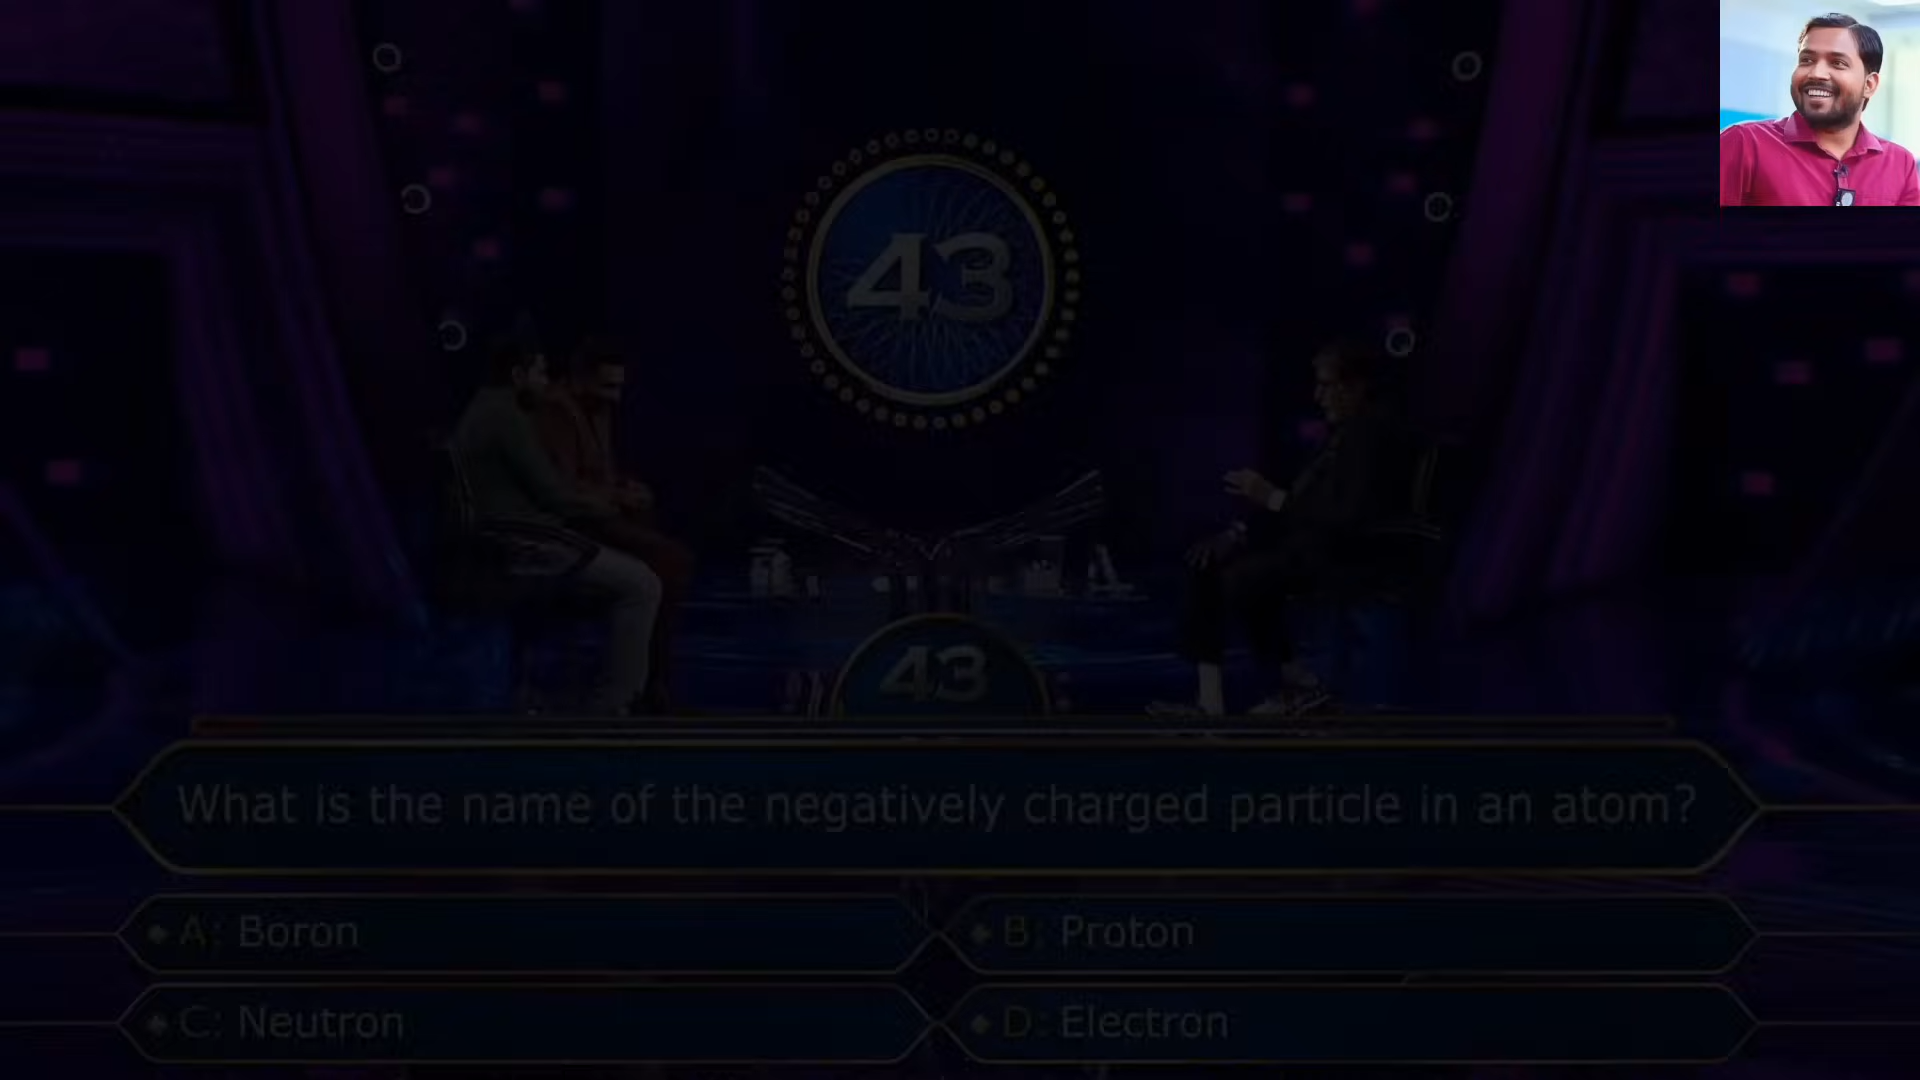 43
43
What is the name of the negatively charged particle in an atom?
A: Boron
B: Proton
C: Neutron
D: Electron